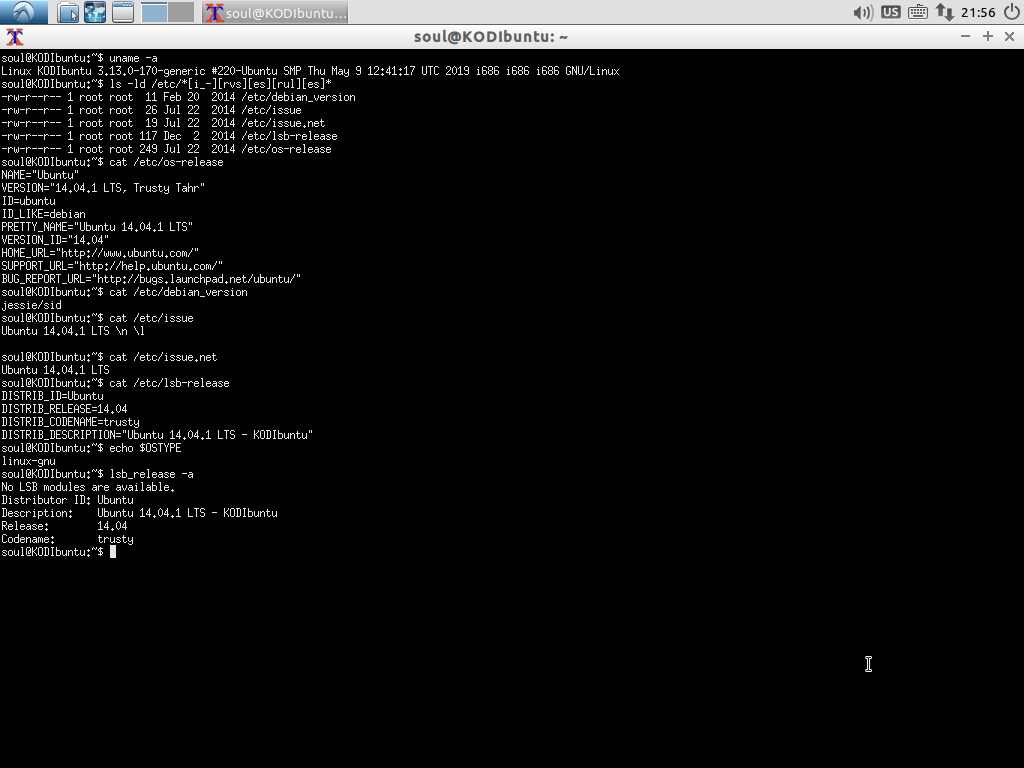 soul@KODIbuntu...
US
21:56
soul@KODIbuntu: ~
soul@KODIbuntu:~$ uname -a
Linux KODIbuntu 3.13.0-170-generic #220-Ubuntu SMP Thu May 9 12:41:17 UTC 2019 i686 i686 i686 GNU/Linux
soul@KODIbuntu:~$ ls -ld /etc/*[i_-][rvs][es][rul][es]*
-rw-r--r-- 1 root root  11 Feb 20  2014 /etc/debian_version
-rw-r--r-- 1 root root  26 Jul 22  2014 /etc/issue
-rw-r--r-- 1 root root  19 Jul 22  2014 /etc/issue.net
-rw-r--r-- 1 root root 117 Dec  2  2014 /etc/lsb-release
-rw-r--r-- 1 root root 249 Jul 22  2014 /etc/os-release
soul@KODIbuntu:~$ cat /etc/os-release
NAME="Ubuntu"
VERSION="14.04.1 LTS, Trusty Tahr"
ID=ubuntu
ID_LIKE=debian
PRETTY_NAME="Ubuntu 14.04.1 LTS"
VERSION_ID="14.04"
HOME_URL="http://www.ubuntu.com/"
SUPPORT_URL="http://help.ubuntu.com/"
BUG_REPORT_URL="http://bugs.launchpad.net/ubuntu/"
soul@KODIbuntu:~$ cat /etc/debian_version
jessie/sid
soul@KODIbuntu:~$ cat /etc/issue
Ubuntu 14.04.1 LTS \n \l
soul@KODIbuntu:~$ cat /etc/issue.net
Ubuntu 14.04.1 LTS
soul@KODIbuntu:~$ cat /etc/lsb-release
DISTRIB_ID=Ubuntu
DISTRIB_RELEASE=14.04
DISTRIB_CODENAME=trusty
DISTRIB_DESCRIPTION="Ubuntu 14.04.1 LTS - KODIbuntu"
soul@KODIbuntu:~$ echo $OSTYPE
linux-gnu
soul@KODIbuntu:~$ lsb_release -a
No LSB modules are available.
Distributor ID: Ubuntu
Description:    Ubuntu 14.04.1 LTS - KODIbuntu
Release:        14.04
Codename:       trusty
soul@KODIbuntu:~$